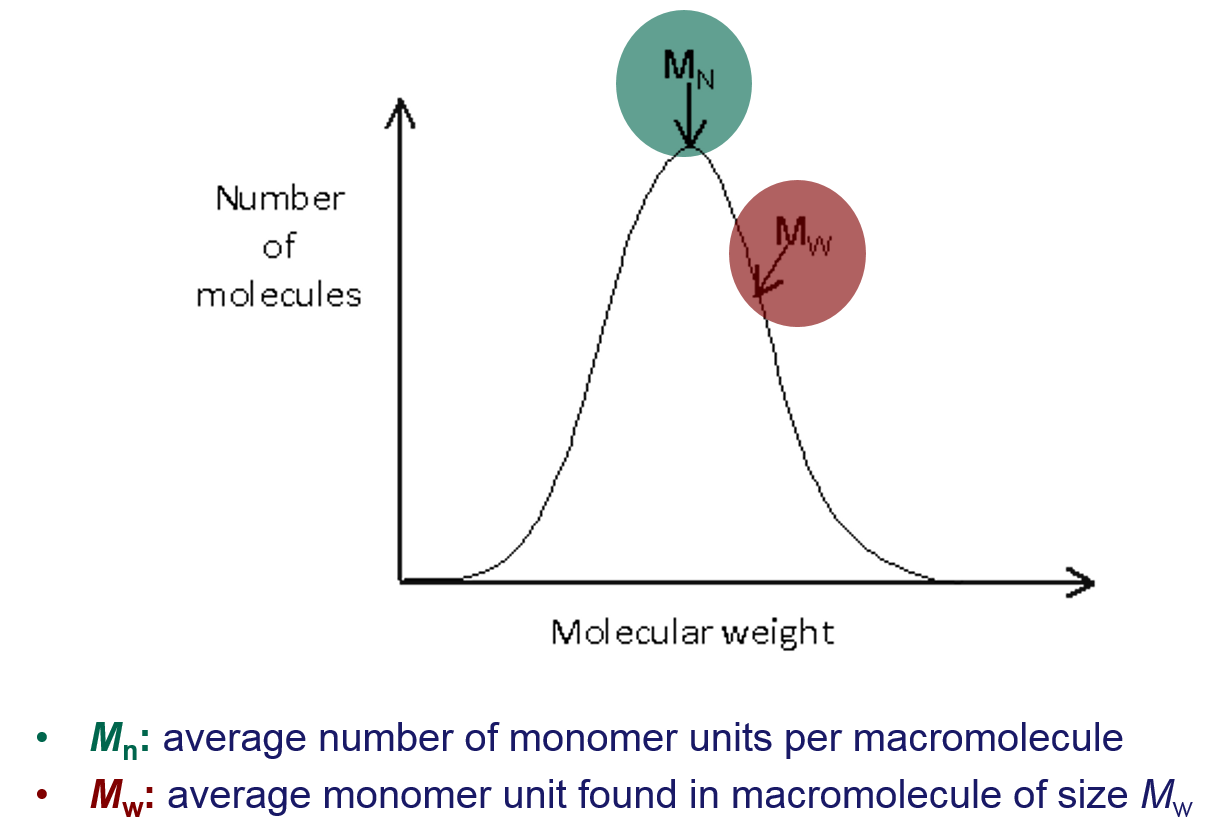 M_N
Number
of
molecules
M_W
Molecular weight
• M_n: average number of monomer units per macromolecule
• M_w: average monomer unit found in macromolecule of size M_w